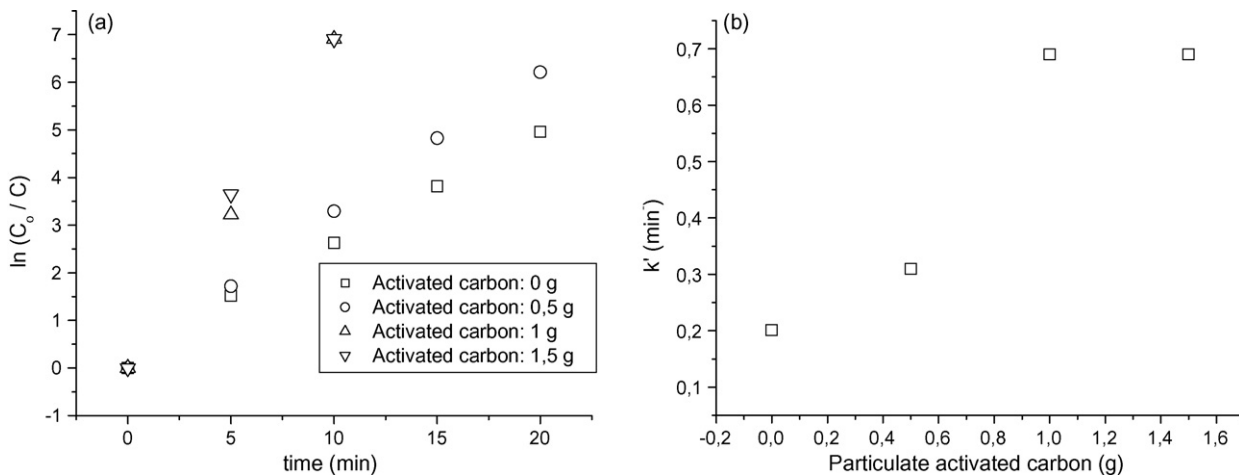 (a)
7
6
5
4
3
2
1
0
-1
ln (Cₒ / C)
0 5 10 15 20
time (min)
Activated carbon: 0 g
Activated carbon: 0,5 g
Activated carbon: 1 g
Activated carbon: 1,5 g
(b)
0,7
0,6
0,5
0,4
0,3
0,2
0,1
k' (min⁻)
-0,2 0,0 0,2 0,4 0,6 0,8 1,0 1,2 1,4 1,6
Particulate activated carbon (g)